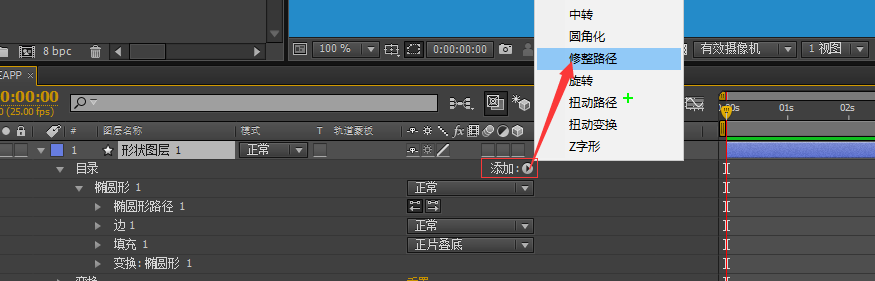 中转
圆角化
修整路径
旋转
扭动路径
扭动变换
Z字形
8 bpc
100 %
0:00:00:00
有效摄像机
1 视图
EAPP
00:00:00
(25.00 fps)
00s
01s
02s
#
图层名称
模式
T
轨道蒙板
fx
1
形状图层 1
正常
目录
添加:
椭圆形 1
正常
椭圆形路径 1
边 1
正常
填充 1
正片叠底
变换:椭圆形 1
变换
重置